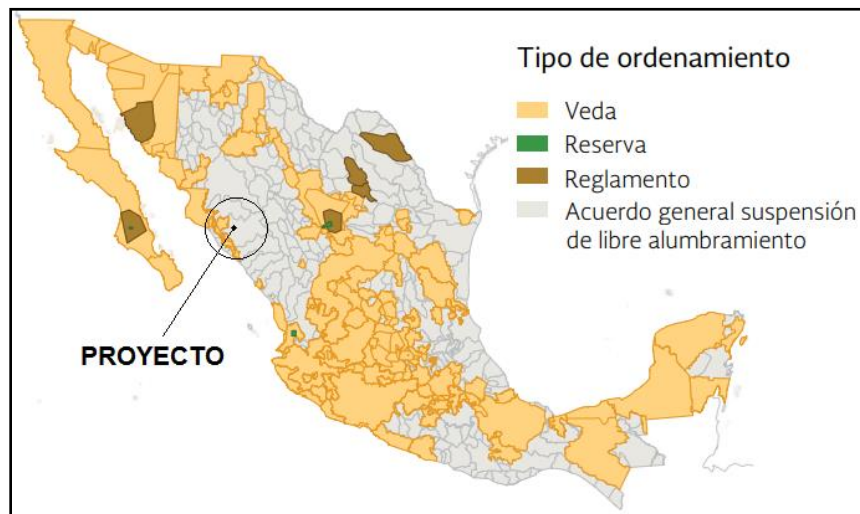 Tipo de ordenamiento
Veda
Reserva
Reglamento
Acuerdo general suspensión
de libre alumbramiento
PROYECTO